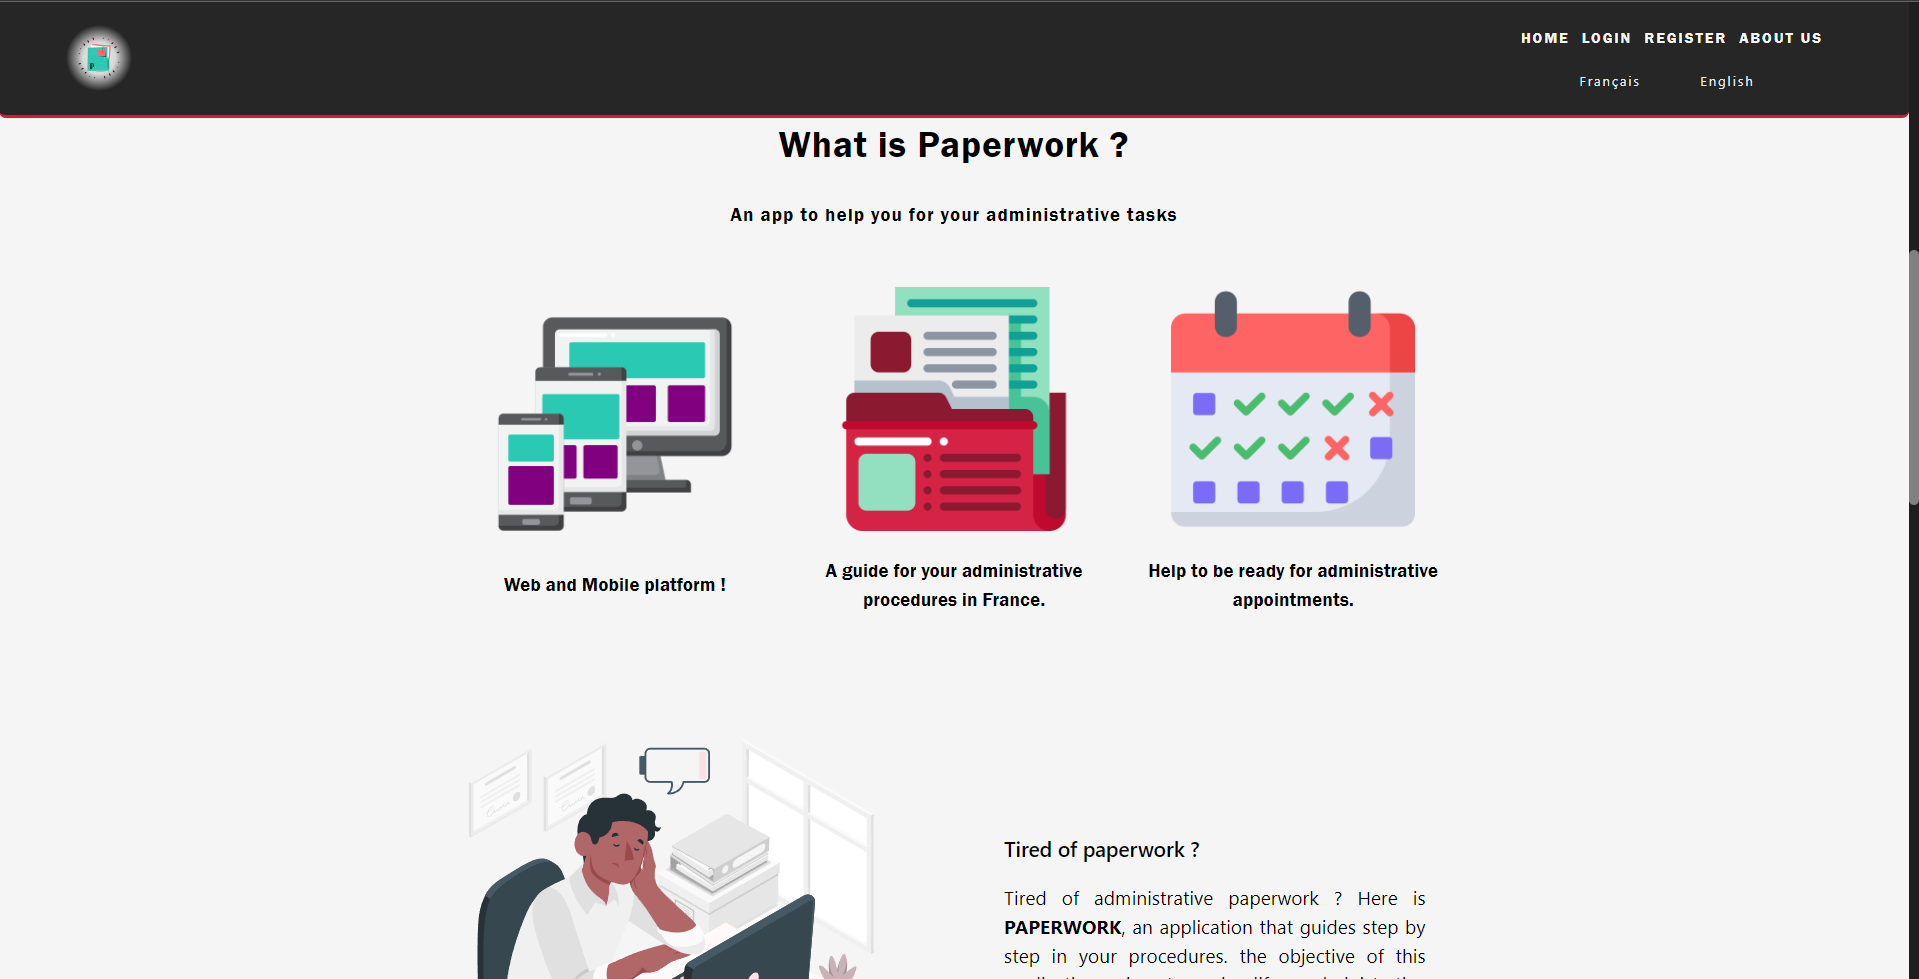 HOME LOGIN REGISTER ABOUT US
Français English
P
What is Paperwork ?
An app to help you for your administrative tasks
Web and Mobile platform !
A guide for your administrative
procedures in France.
Help to be ready for administrative
appointments.
Tired of paperwork ?
Tired of administrative paperwork ? Here is
PAPERWORK, an application that guides step by
step in your procedures. the objective of this